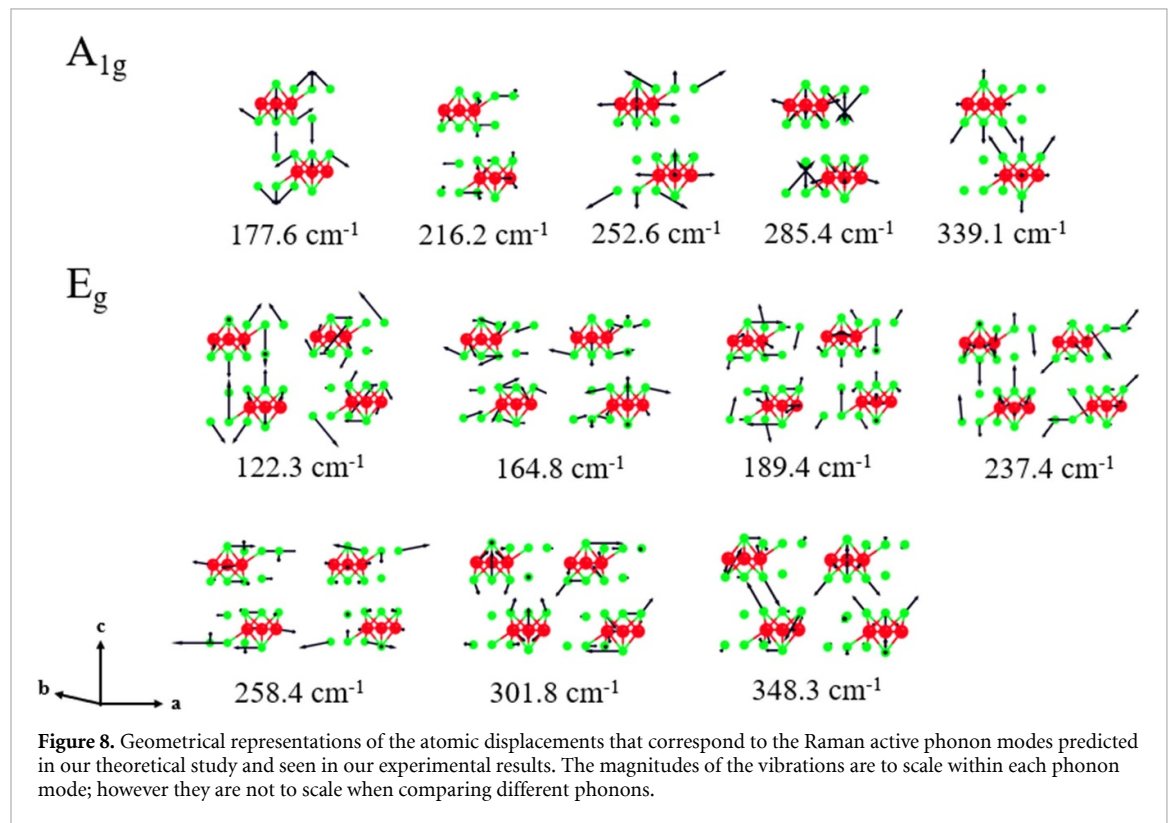 A1g
177.6 cm-1 216.2 cm-1 252.6 cm-1 285.4 cm-1 339.1 cm-1
Eg
122.3 cm-1 164.8 cm-1 189.4 cm-1 237.4 cm-1
258.4 cm-1 301.8 cm-1 348.3 cm-1
c
b
a
Figure 8. Geometrical representations of the atomic displacements that correspond to the Raman active phonon modes predicted
in our theoretical study and seen in our experimental results. The magnitudes of the vibrations are to scale within each phonon
mode; however they are not to scale when comparing different phonons.